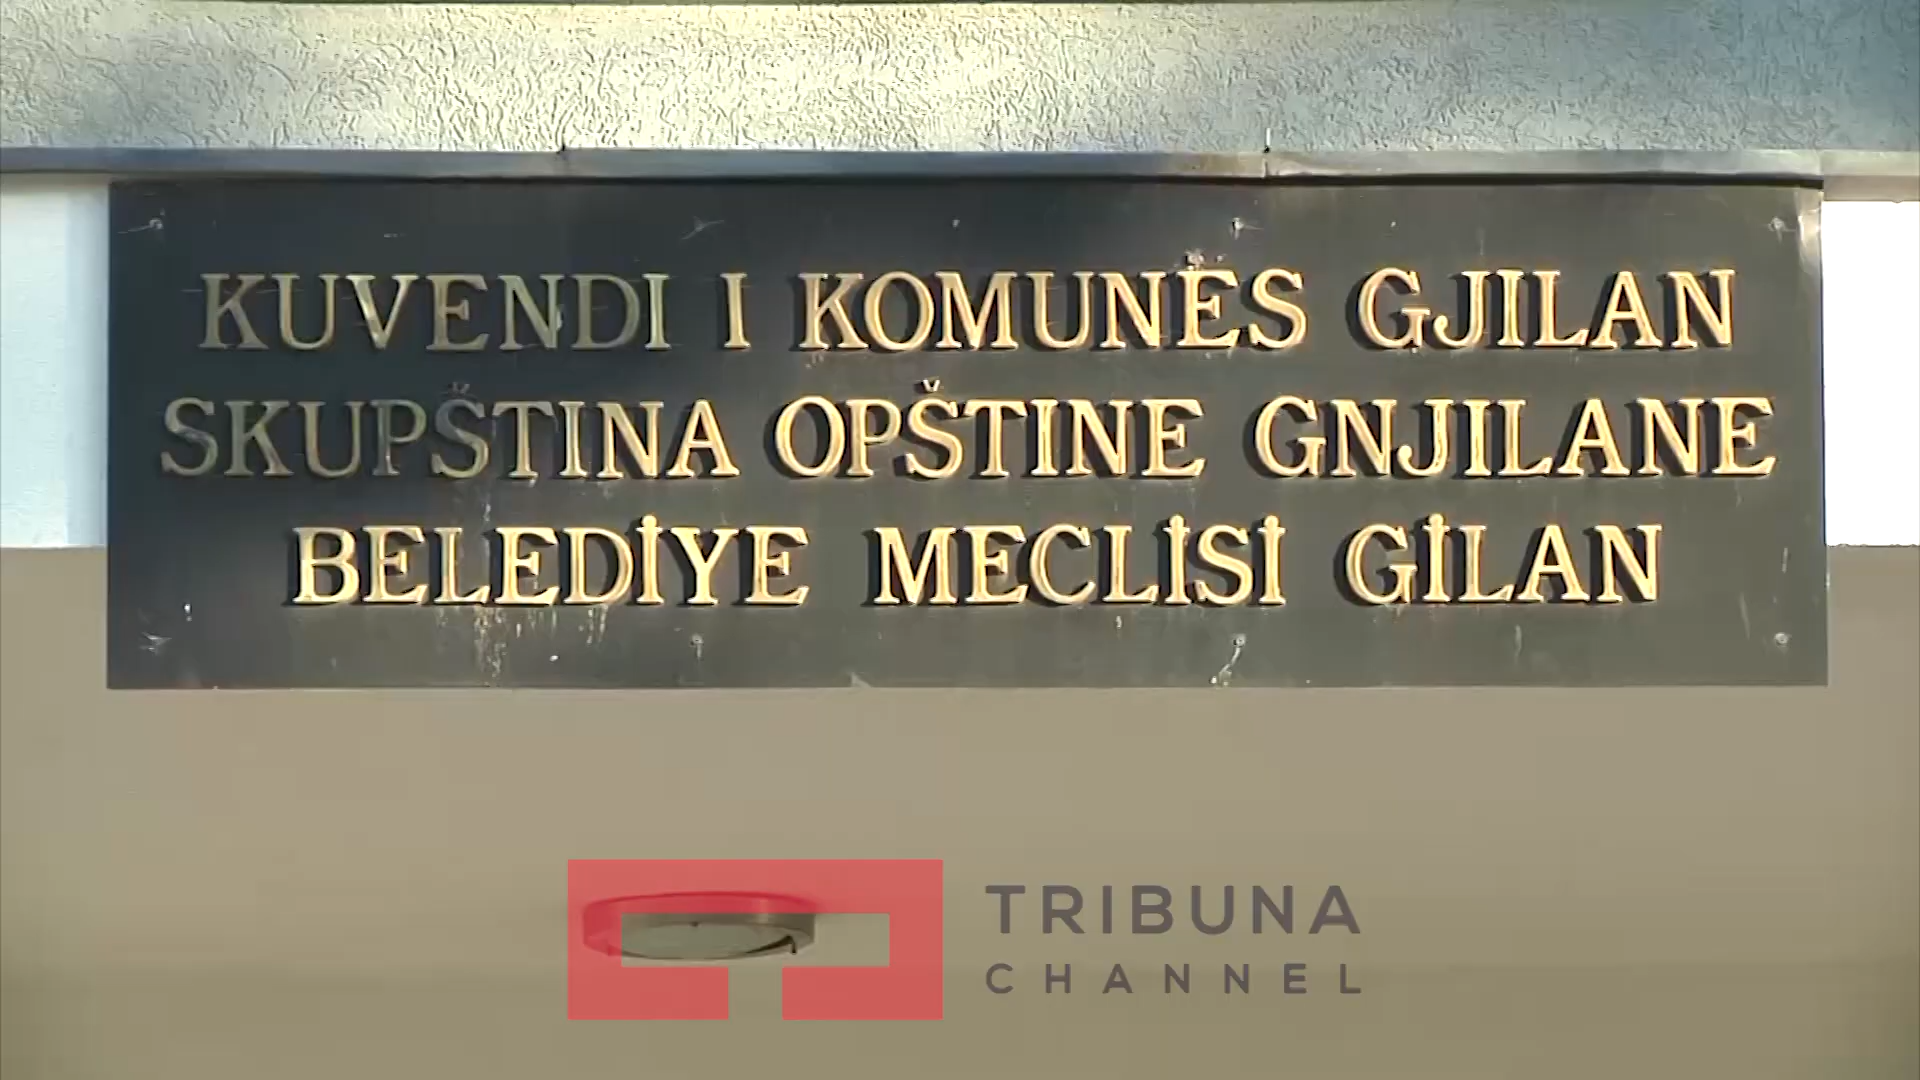 KUVENDI I KOMUNËS GJILAN
SKUPŠTINA OPŠTINE GNJILANE
BELEDİYE MECLİSİ GİLAN
TRIBUNA
CHANNEL